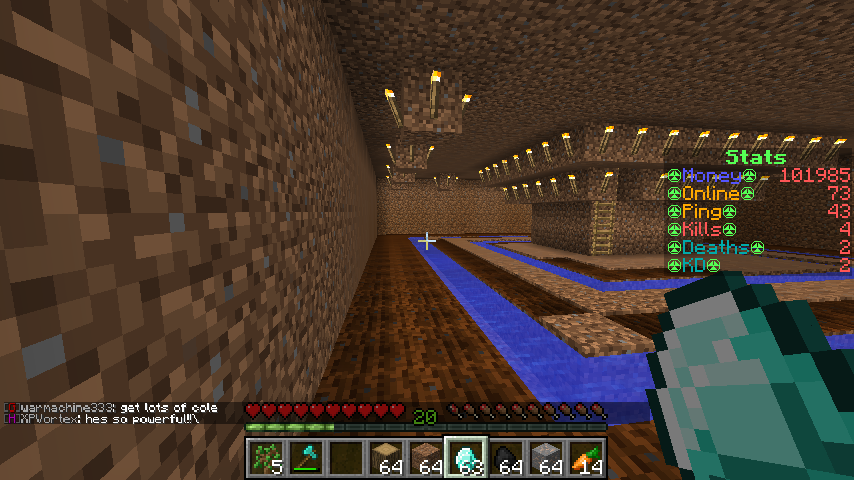 Stats
Money 101985
Online 73
Ping 43
Kills 4
Deaths 2
KD 2
warmachine333: get lots of cole
XPVortex: hes so powerful!!\
20
5 64 64 63 64 64 14